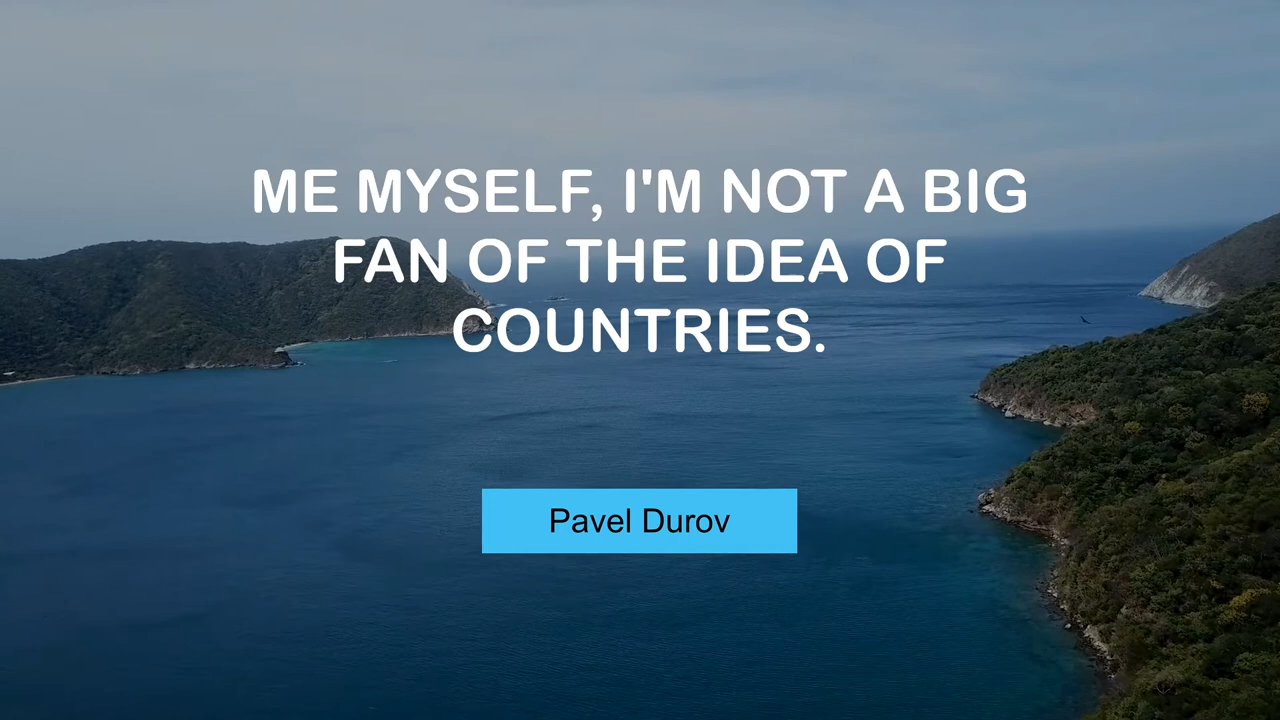 ME MYSELF, I'M NOT A BIG
FAN OF THE IDEA OF
COUNTRIES.
Pavel Durov